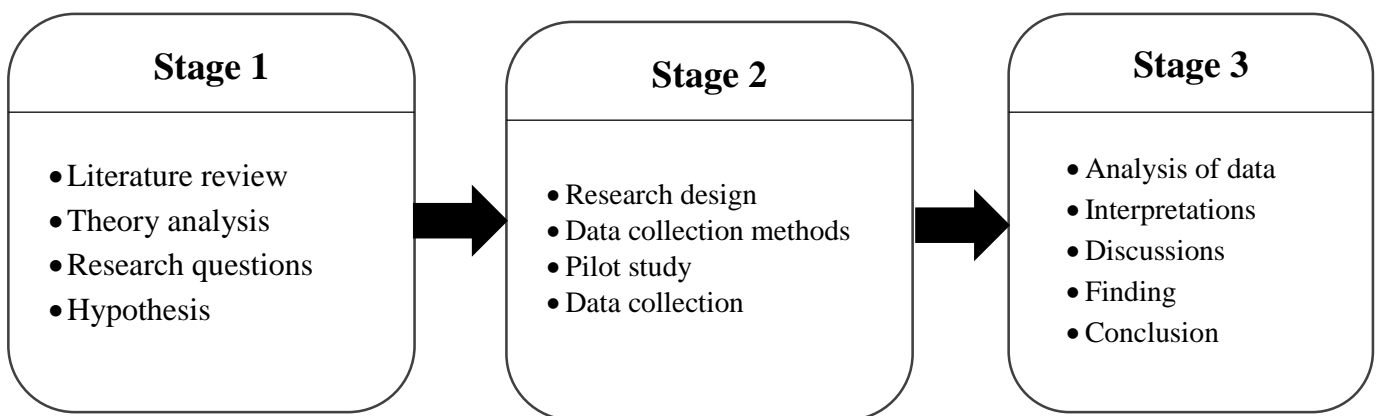 Stage 1
• Literature review
• Theory analysis
• Research questions
• Hypothesis
Stage 2
• Research design
• Data collection methods
• Pilot study
• Data collection
Stage 3
• Analysis of data
• Interpretations
• Discussions
• Finding
• Conclusion